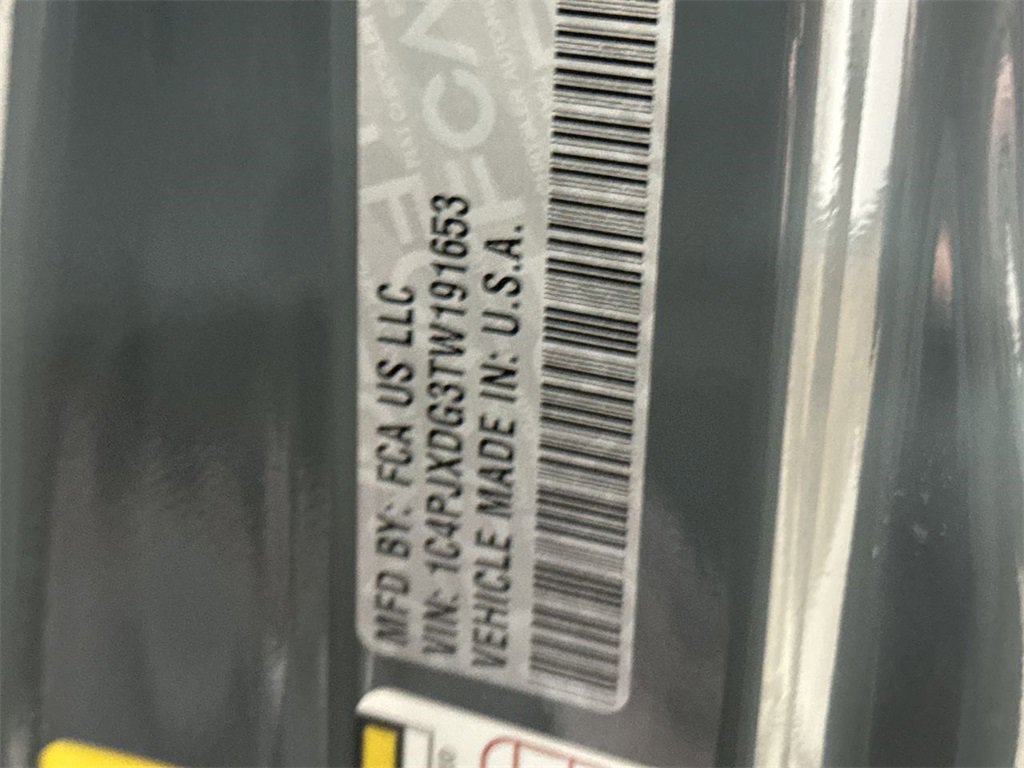 MFD BY: FCA US LLC
VIN: 1C4PJXDG3TW191653
VEHICLE MADE IN: U.S.A.